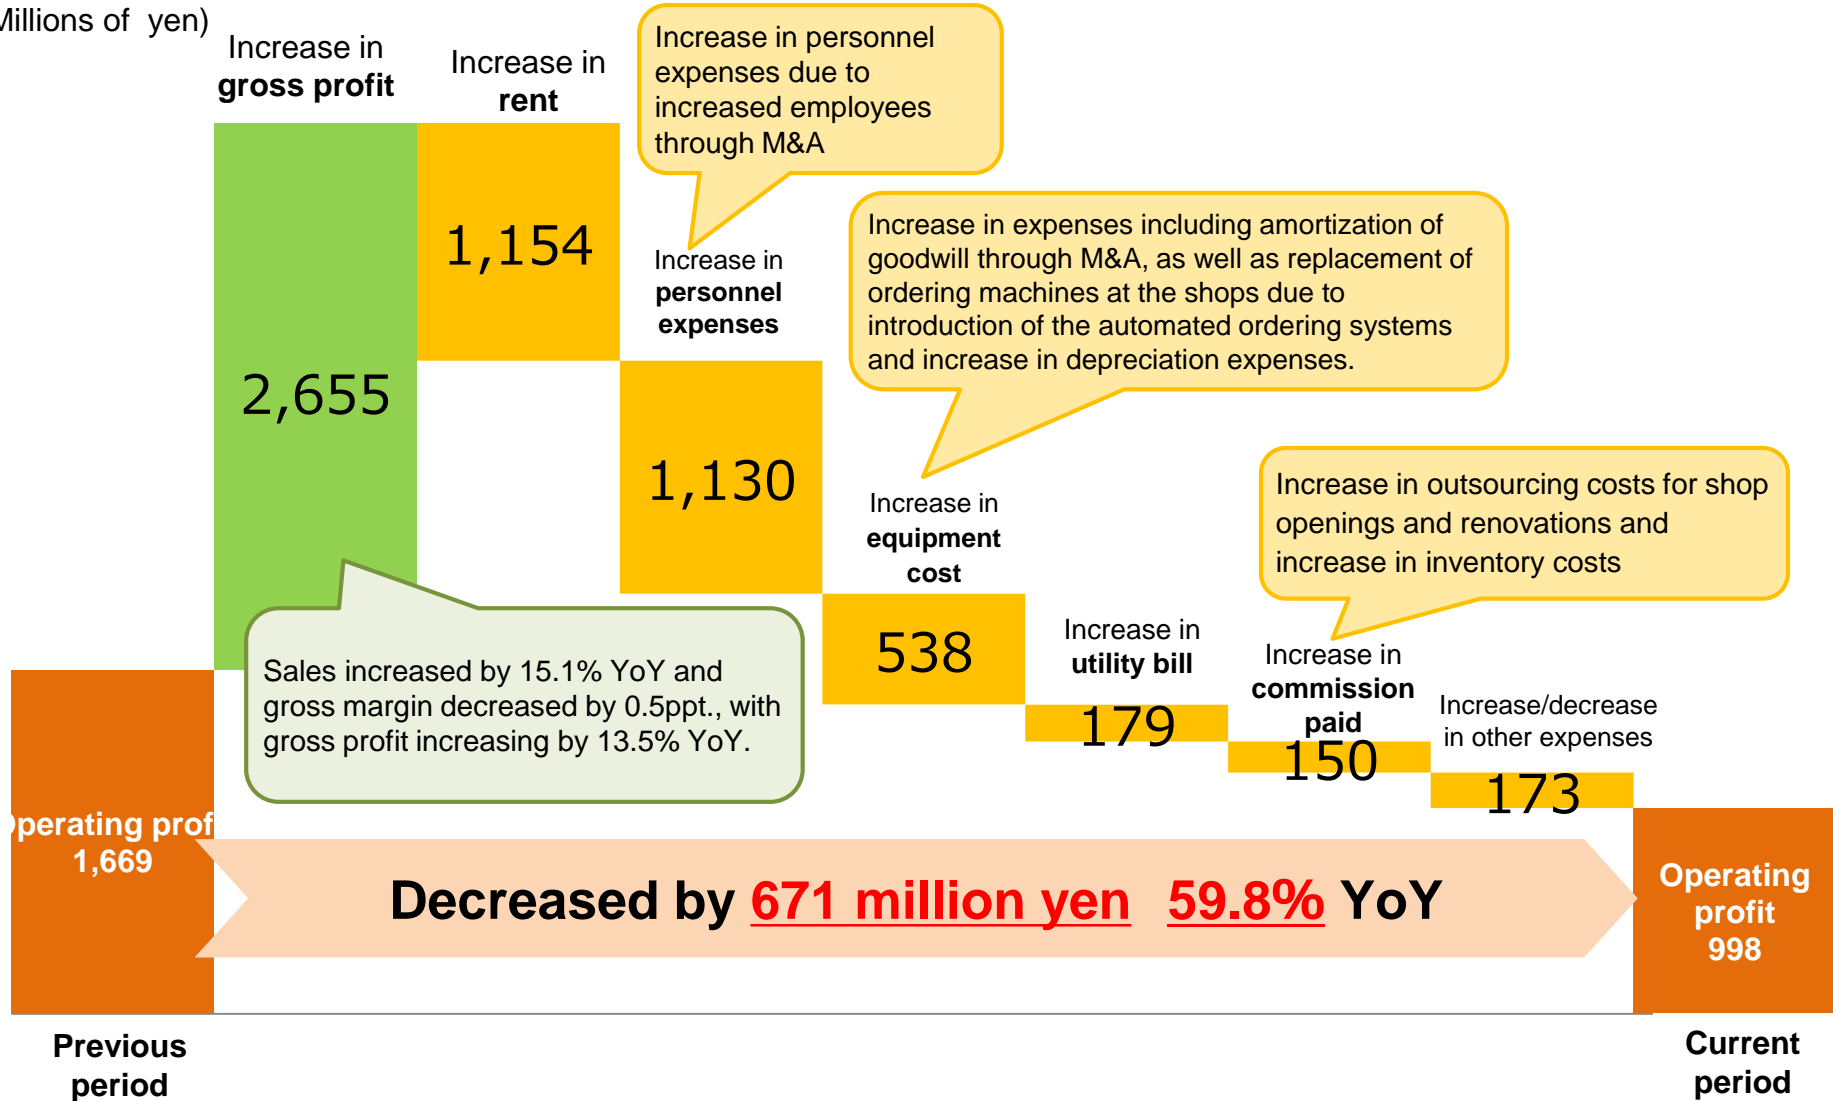 Millions of  yen)
Increase in
gross profit
Increase in
rent
Increase in personnel
expenses due to
increased employees
through M&A
2,655
1,154
Increase in
personnel
expenses
Increase in expenses including amortization of
goodwill through M&A, as well as replacement of
ordering machines at the shops due to
introduction of the automated ordering systems
and increase in depreciation expenses.
1,130
Increase in
equipment
cost
538
Increase in outsourcing costs for shop
openings and renovations and
increase in inventory costs
Sales increased by 15.1% YoY and
gross margin decreased by 0.5ppt., with
gross profit increasing by 13.5% YoY.
Increase in
utility bill
179
Increase in
commission
paid
150
Increase/decrease
in other expenses
173
Operating prof
1,669
Decreased by 671 million yen  59.8% YoY
Operating
profit
998
Previous
period
Current
period